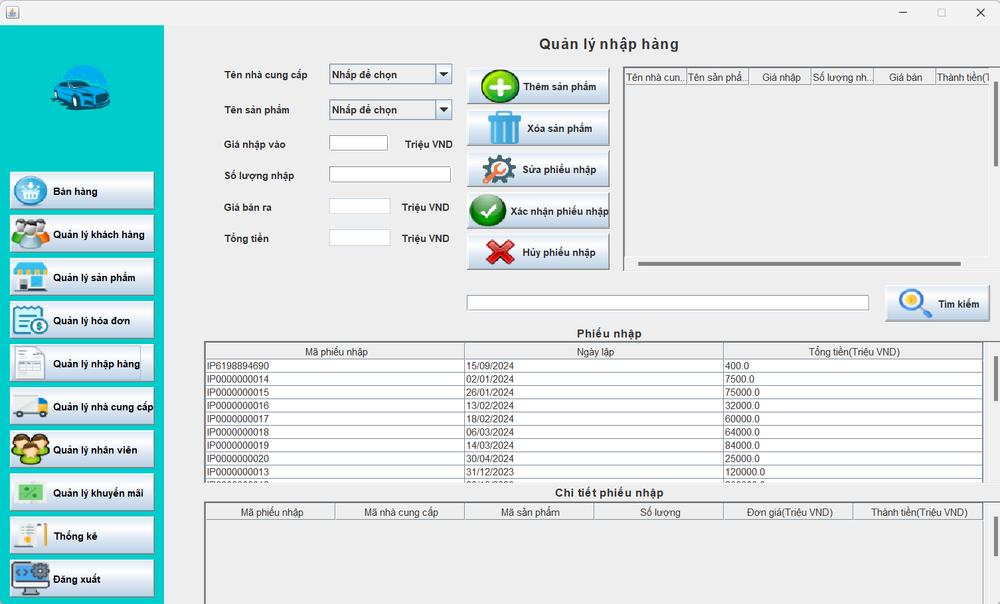 Quản lý nhập hàng
Bán hàng
Quản lý khách hàng
Quản lý sản phẩm
Quản lý hóa đơn
Quản lý nhập hàng
Quản lý nhà cung cấp
Quản lý nhân viên
Quản lý khuyến mãi
Thống kê
Đăng xuất
Tên nhà cung cấp Nhấp để chọn
Tên sản phẩm Nhấp để chọn
Giá nhập vào Triệu VND
Số lượng nhập
Giá bán ra Triệu VND
Tổng tiền Triệu VND
Thêm sản phẩm
Xóa sản phẩm
Sửa phiếu nhập
Xác nhận phiếu nhập
Hủy phiếu nhập
Tên nhà cun... Tên sản phẩ... Giá nhập Số lượng nh... Giá bán Thành tiền(T
Tìm kiếm
Phiếu nhập
Mã phiếu nhập Ngày lập Tổng tiền(Triệu VND)
IP6198894690 15/09/2024 400.0
IP0000000014 02/01/2024 7500.0
IP0000000015 26/01/2024 75000.0
IP0000000016 13/02/2024 32000.0
IP0000000017 18/02/2024 60000.0
IP0000000018 06/03/2024 64000.0
IP0000000019 14/03/2024 84000.0
IP0000000020 30/04/2024 25000.0
IP0000000013 31/12/2023 120000.0
Chi tiết phiếu nhập
Mã phiếu nhập Mã nhà cung cấp Mã sản phẩm Số lượng Đơn giá(Triệu VND) Thành tiền(Triệu VND)